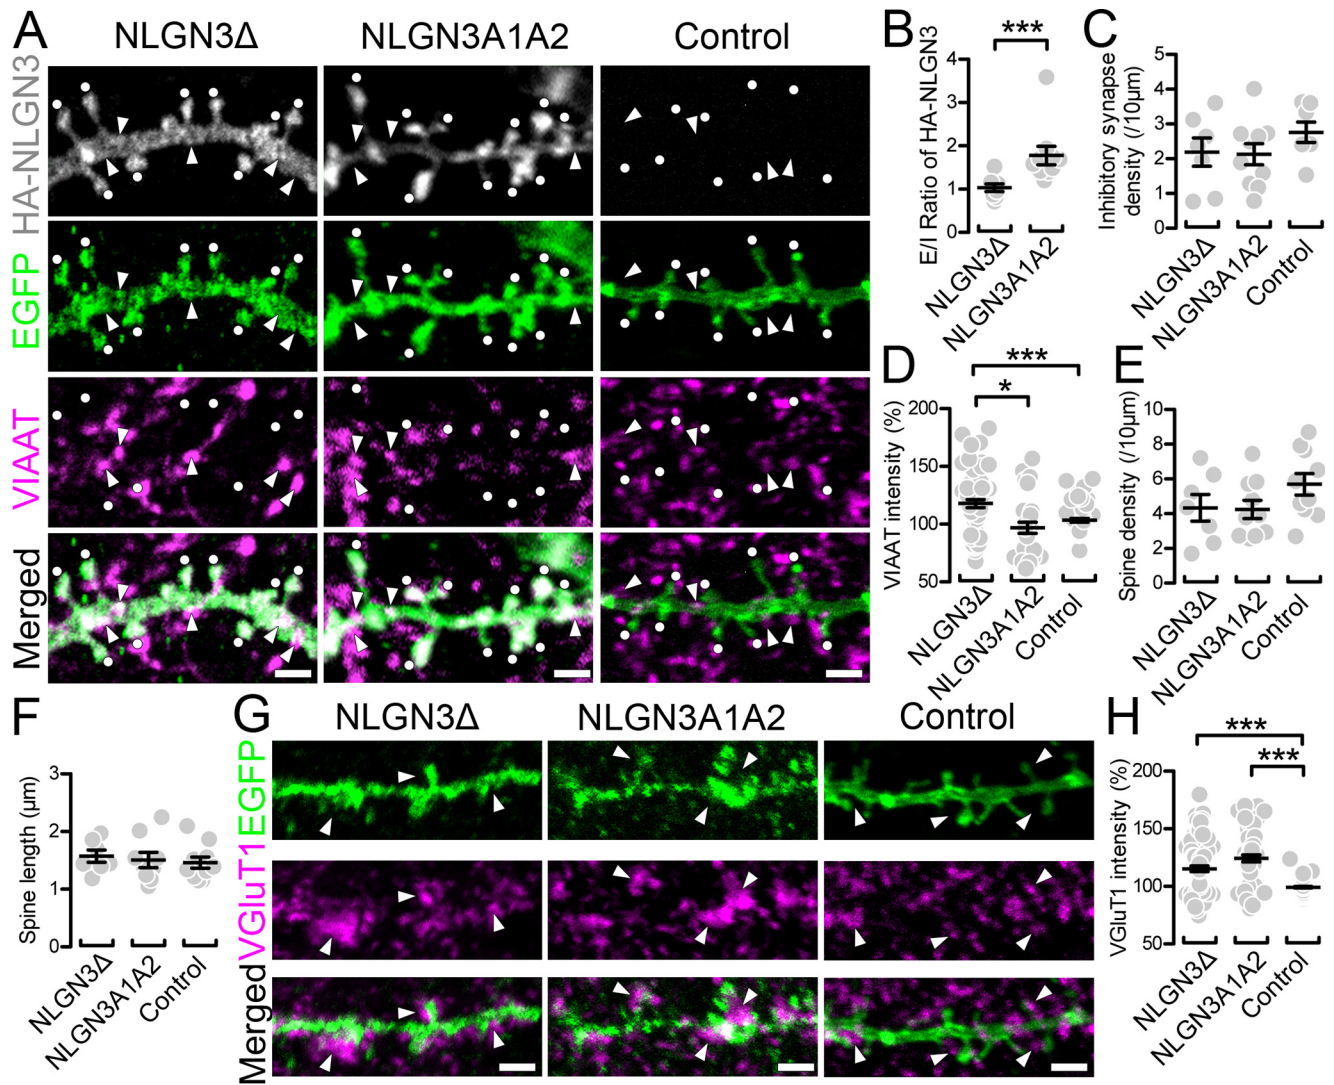 A
NLGN3Δ
NLGN3A1A2
Control
HA-NLGN3
EGFP
VIAAT
Merged
B
E/I Ratio of HA-NLGN3
4
3
2
1
0
***
NLGN3Δ
NLGN3A1A2
C
Inhibitory synapse
density (/10µm)
5
4
3
2
1
0
NLGN3Δ
NLGN3A1A2
Control
D
VIAAT intensity (%)
200
150
100
50
***
*
NLGN3Δ
NLGN3A1A2
Control
E
Spine density (/10µm)
10
8
6
4
2
0
NLGN3Δ
NLGN3A1A2
Control
F
Spine length (µm)
3
2
1
0
NLGN3Δ
NLGN3A1A2
Control
G
NLGN3Δ
NLGN3A1A2
Control
VGluT1EGFP
Merged
H
VGluT1 intensity (%)
200
150
100
50
***
***
NLGN3Δ
NLGN3A1A2
Control